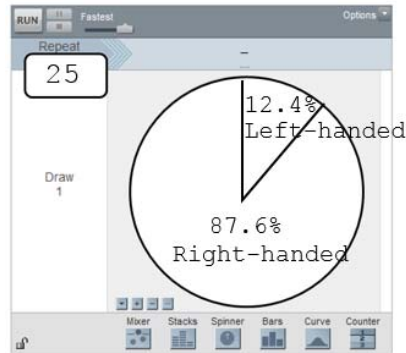 RUN
Fastest
Options
Repeat
–
25
12.4%
Left-handed
Draw
1
87.6%
Right-handed
Mixer Stacks Spinner Bars Curve Counter